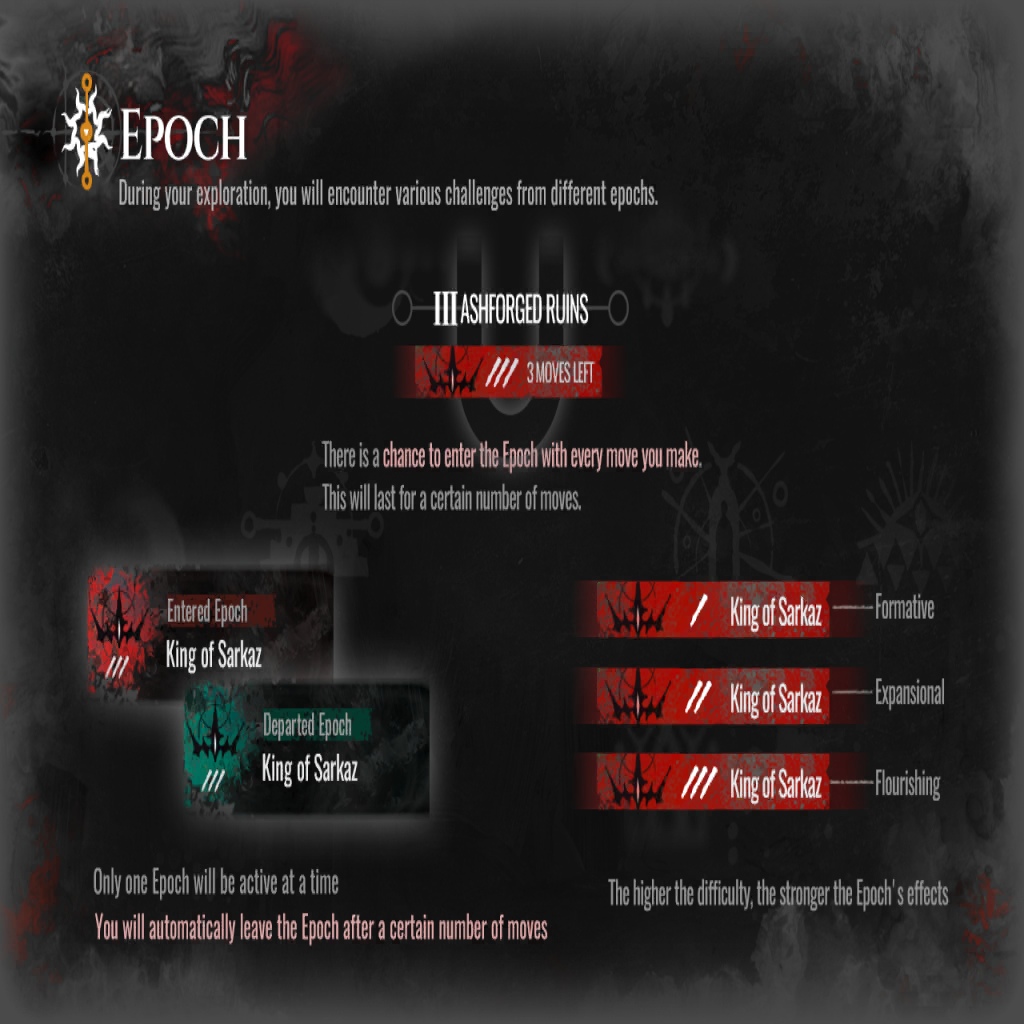 EPOCH
During your exploration, you will encounter various challenges from different epochs.
III ASHFORGED RUINS
/// 3 MOVES LEFT
There is a chance to enter the Epoch with every move you make.
This will last for a certain number of moves.
Entered Epoch
King of Sarkaz
///
Departed Epoch
King of Sarkaz
///
/ King of Sarkaz Formative
// King of Sarkaz Expansional
/// King of Sarkaz Flourishing
Only one Epoch will be active at a time
You will automatically leave the Epoch after a certain number of moves
The higher the difficulty, the stronger the Epoch's effects